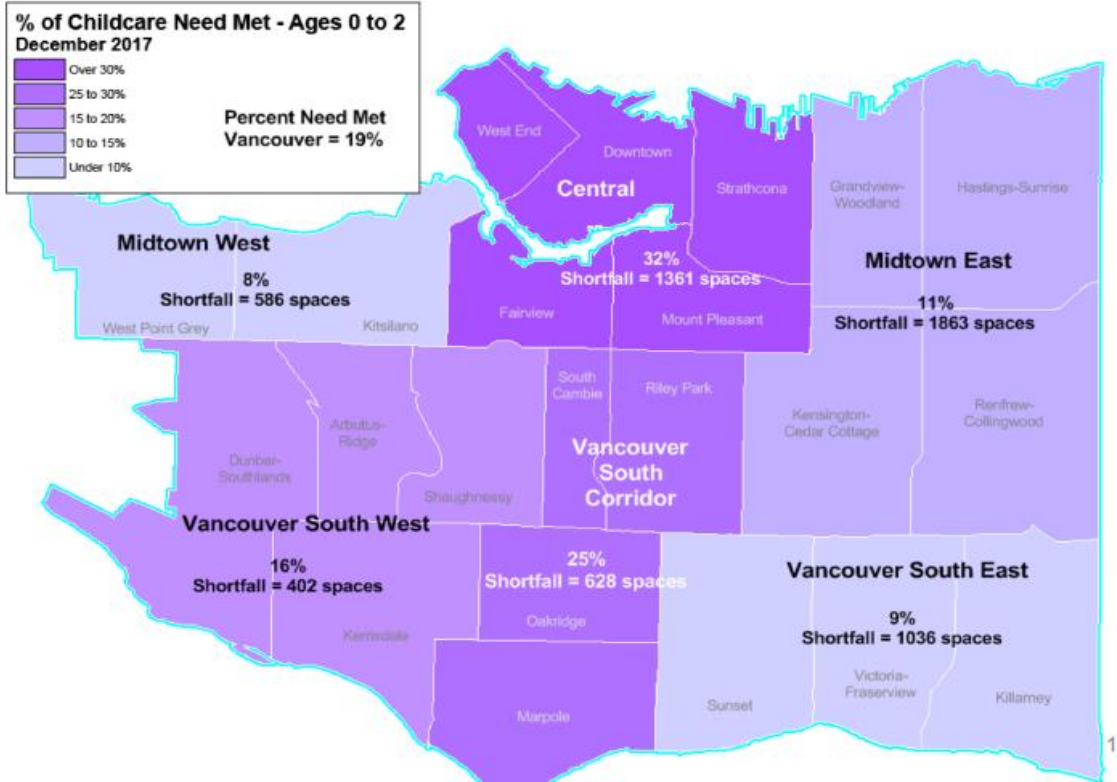 % of Childcare Need Met - Ages 0 to 2
December 2017
Over 30%
25 to 30%
15 to 20%
10 to 15%
Under 10%
Percent Need Met
Vancouver = 19%
West End
Downtown
Central
Strathcona
32%
Shortfall = 1361 spaces
Fairview
Mount Pleasant
Grandview-
Woodland
Hastings-Sunrise
Midtown East
11%
Shortfall = 1863 spaces
Kensington-
Cedar Cottage
Renfrew-
Collingwood
Midtown West
8%
Shortfall = 586 spaces
West Point Grey
Kitsilano
Arbutus-
Ridge
Dunbar-
Southlands
Shaughnessy
Vancouver South West
16%
Shortfall = 402 spaces
Kerrisdale
South
Cambie
Riley Park
Vancouver
South
Corridor
25%
Shortfall = 628 spaces
Oakridge
Marpole
Vancouver South East
9%
Shortfall = 1036 spaces
Sunset
Victoria-
Fraserview
Killarney
1